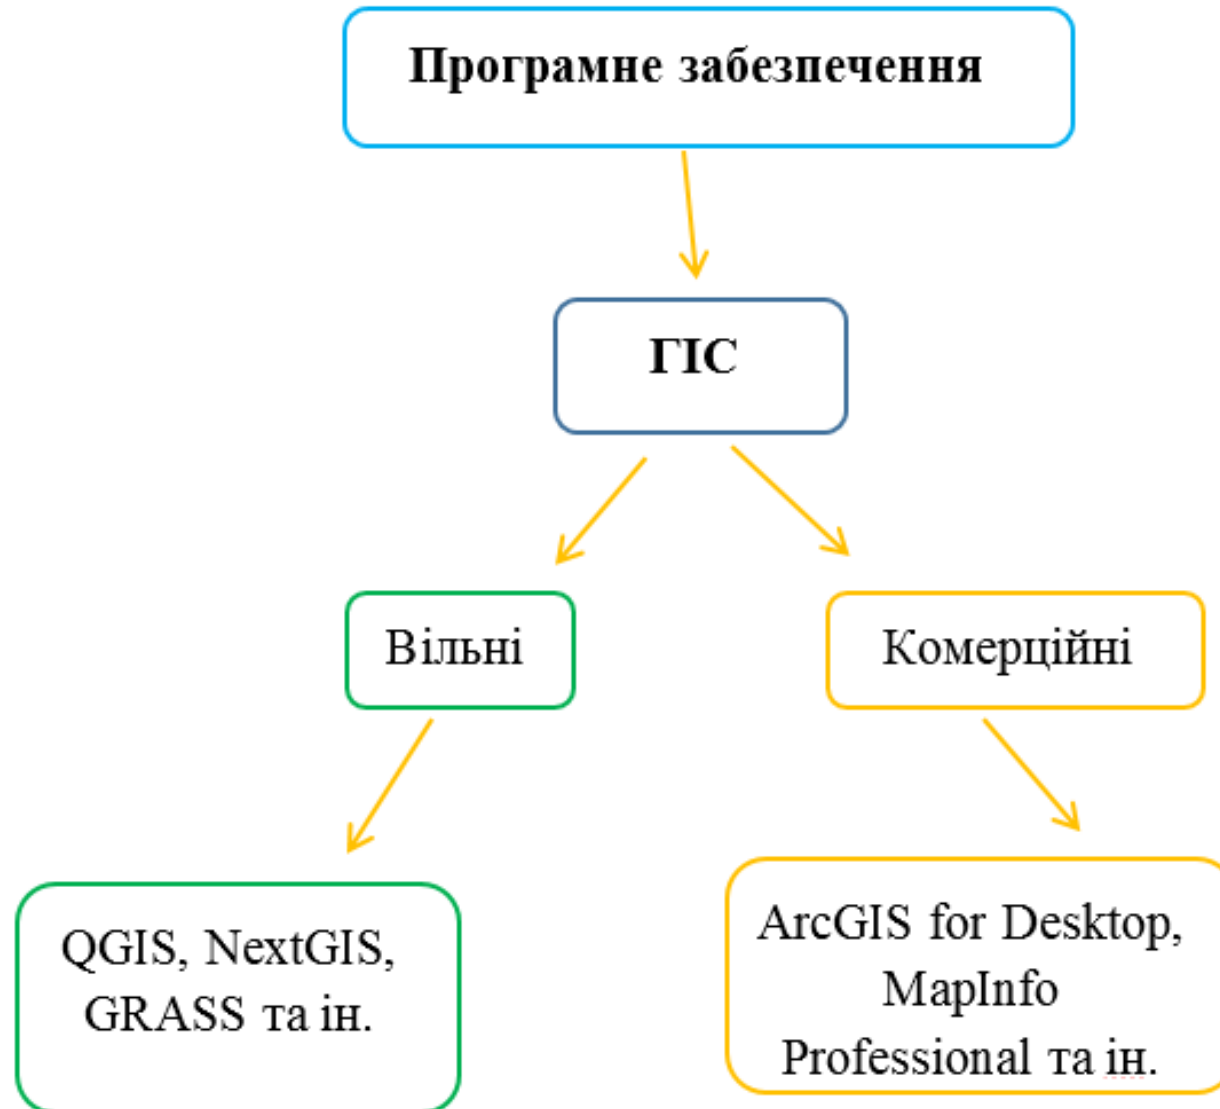 Програмне забезпечення
ГІС
Вільні
Комерційні
QGIS, NextGIS,
GRASS та ін.
ArcGIS for Desktop,
MapInfo
Professional та ін.